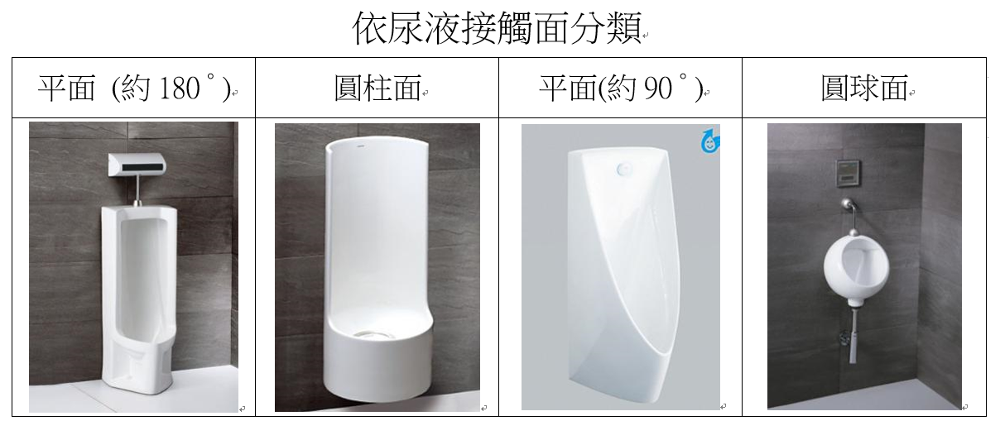 依尿液接觸面分類
平面 (約 180°)
圓柱面
平面(約 90°)
圓球面